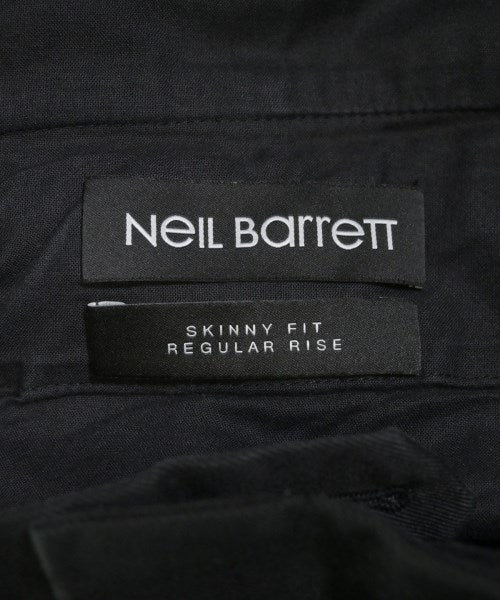 NeIL BarreTT
SKINNY FIT
REGULAR RISE